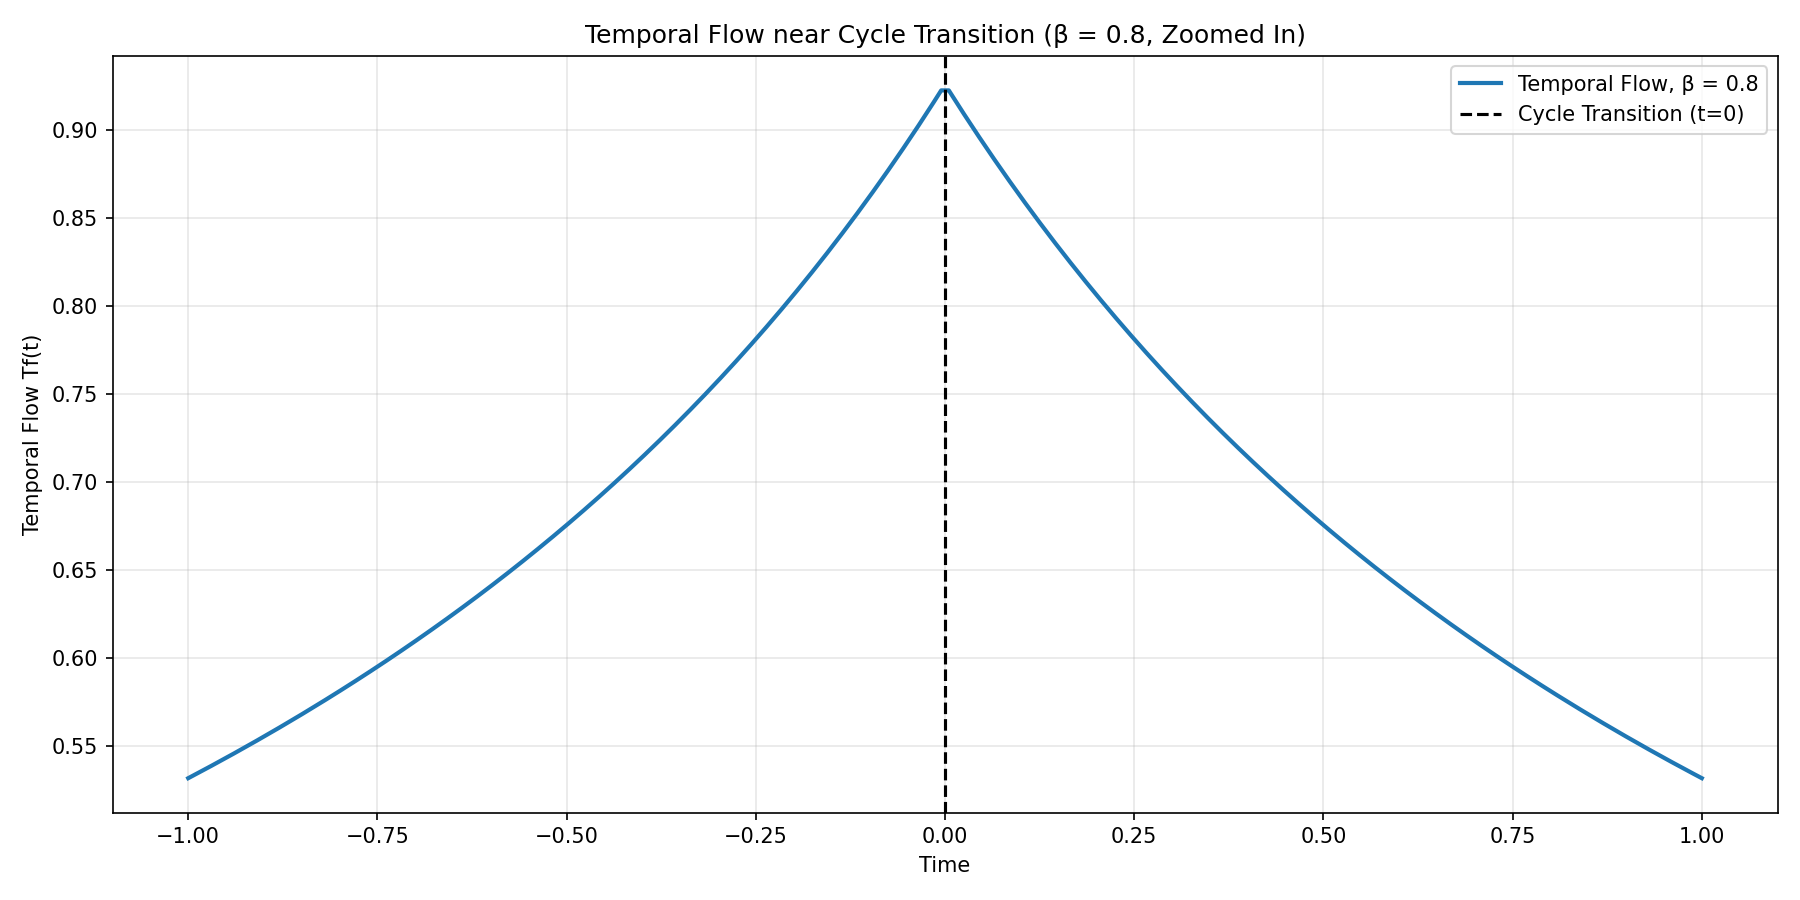 Temporal Flow near Cycle Transition (β = 0.8, Zoomed In)
Temporal Flow, β = 0.8
Cycle Transition (t=0)
Temporal Flow Tf(t)
0.90
0.85
0.80
0.75
0.70
0.65
0.60
0.55
−1.00 −0.75 −0.50 −0.25 0.00 0.25 0.50 0.75 1.00
Time